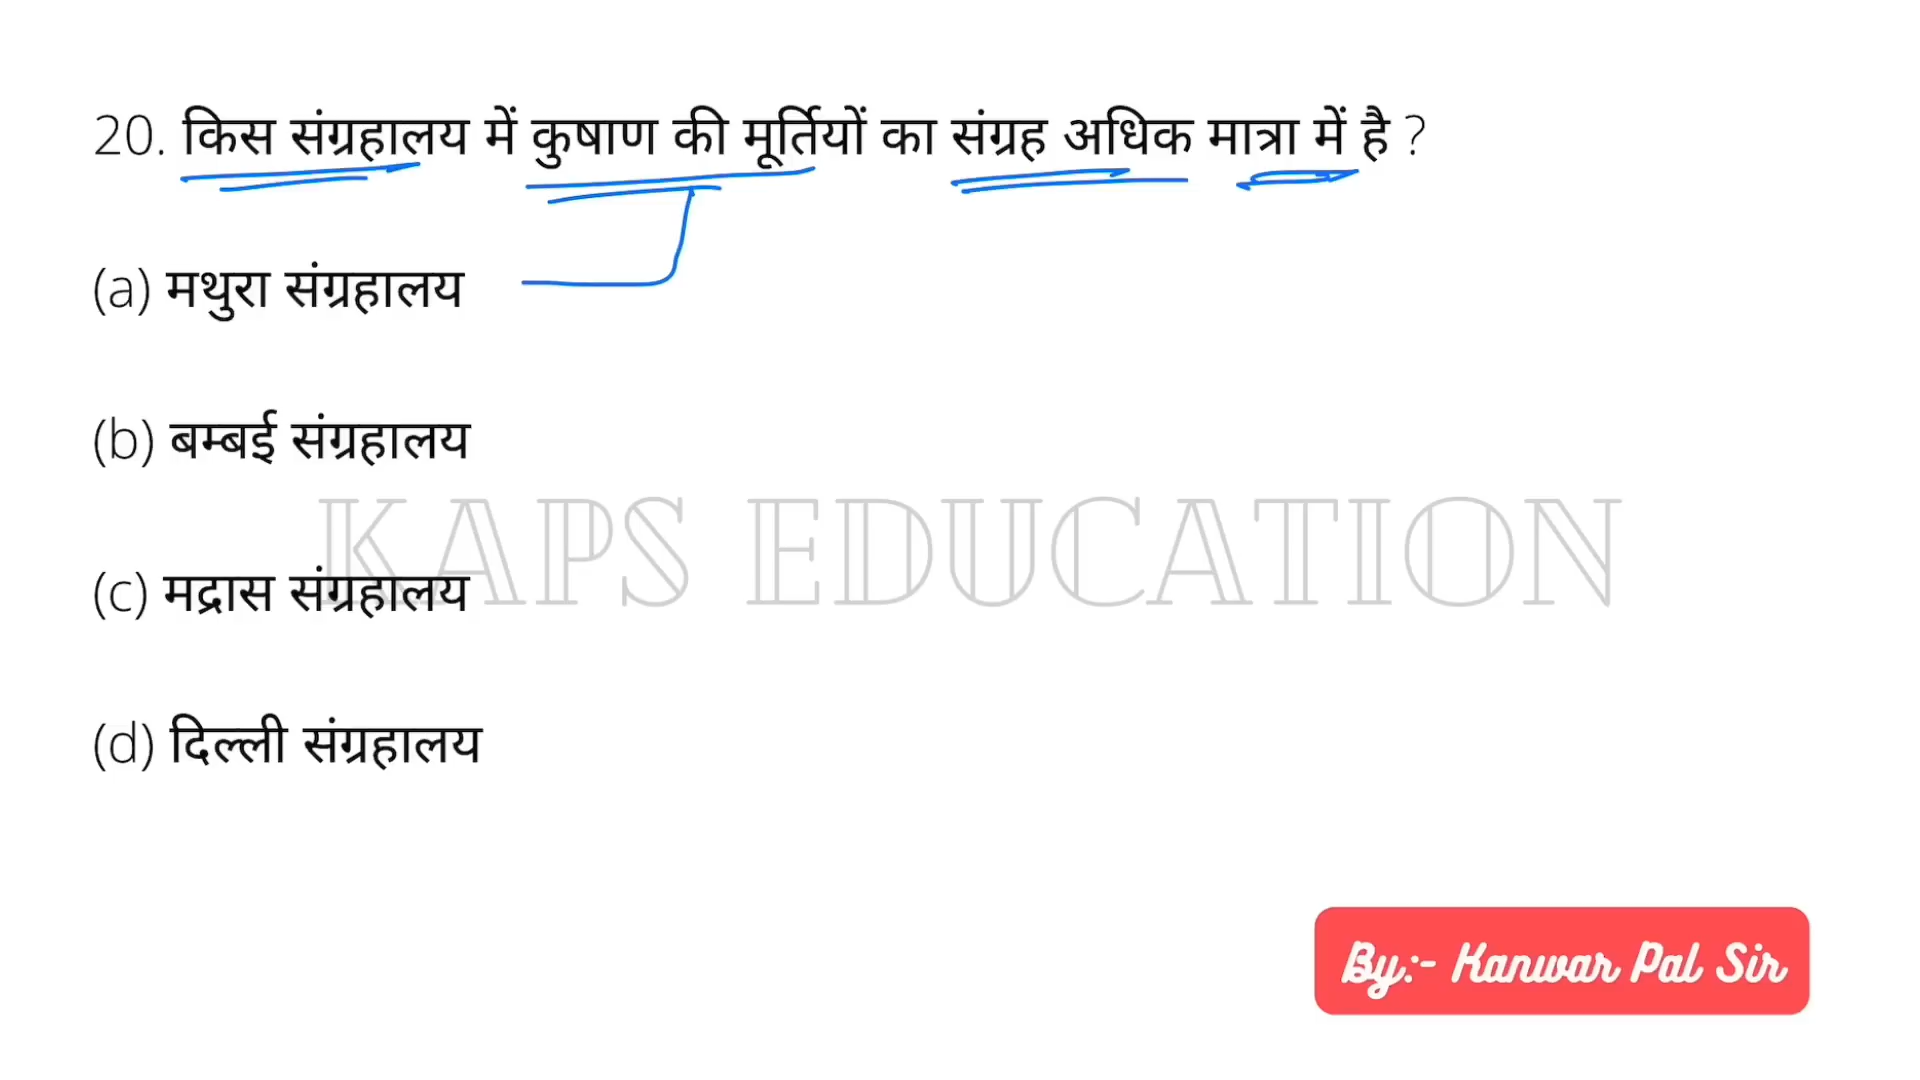 20. किस संग्रहालय में कुषाण की मूर्तियों का संग्रह अधिक मात्रा में है ?
(a) मथुरा संग्रहालय
(b) बम्बई संग्रहालय
KAPS EDUCATION
(c) मद्रास संग्रहालय
(d) दिल्ली संग्रहालय
By:- Kanwar Pal Sir